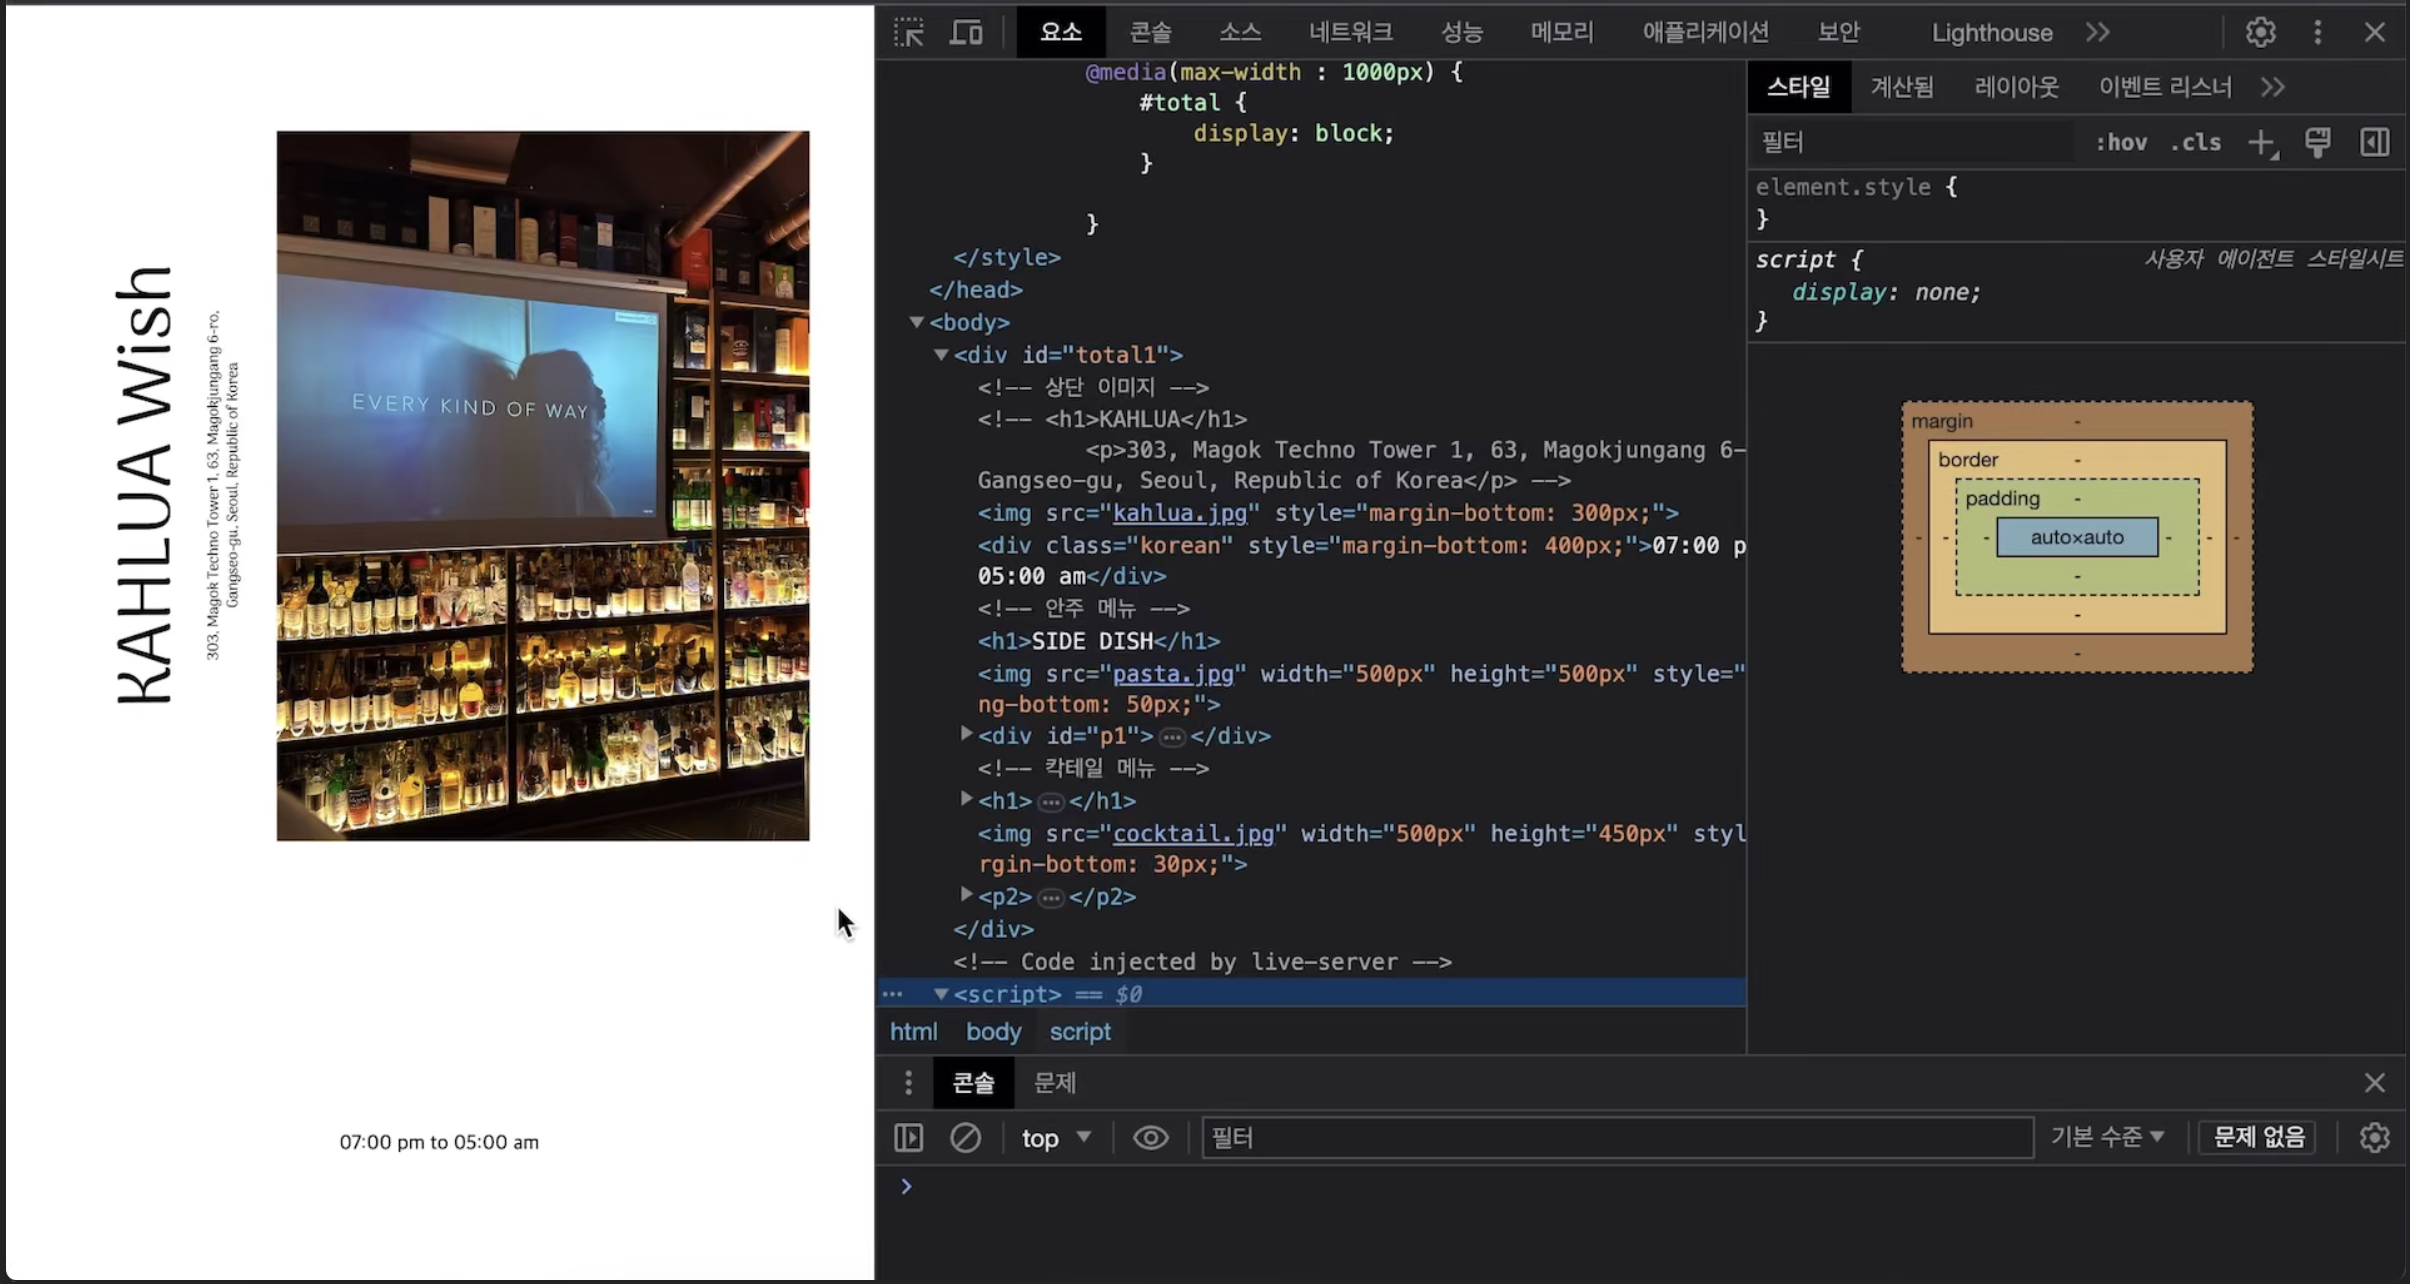 KAHLUA Wish
303, Magok Techno Tower 1, 63, Magokjungang 6-ro,
Gangseo-gu, Seoul, Republic of Korea
EVERY KIND OF WAY
07:00 pm to 05:00 am
요소 콘솔 소스 네트워크 성능 메모리 애플리케이션 보안 Lighthouse
@media(max-width : 1000px) {
#total {
display: block;
}
}
</style>
</head>
<body>
<div id="total1">
<!-- 상단 이미지 -->
<!-- <h1>KAHLUA</h1>
<p>303, Magok Techno Tower 1, 63, Magokjungang 6-
Gangseo-gu, Seoul, Republic of Korea</p> -->
<img src="kahlua.jpg" style="margin-bottom: 300px;">
<div class="korean" style="margin-bottom: 400px;">07:00 p
05:00 am</div>
<!-- 안주 메뉴 -->
<h1>SIDE DISH</h1>
<img src="pasta.jpg" width="500px" height="500px" style="
ng-bottom: 50px;">
<div id="p1">…</div>
<!-- 칵테일 메뉴 -->
<h1>…</h1>
<img src="cocktail.jpg" width="500px" height="450px" styl
rgin-bottom: 30px;">
<p2>…</p2>
</div>
<!-- Code injected by live-server -->
… <script> == $0
html body script
스타일 계산됨 레이아웃 이벤트 리스너
필터 :hov .cls
element.style {
}
script { 사용자 에이전트 스타일시트
display: none;
}
margin -
border -
padding -
- - - auto×auto - - -
-
-
-
콘솔 문제
top 필터 기본 수준 문제 없음